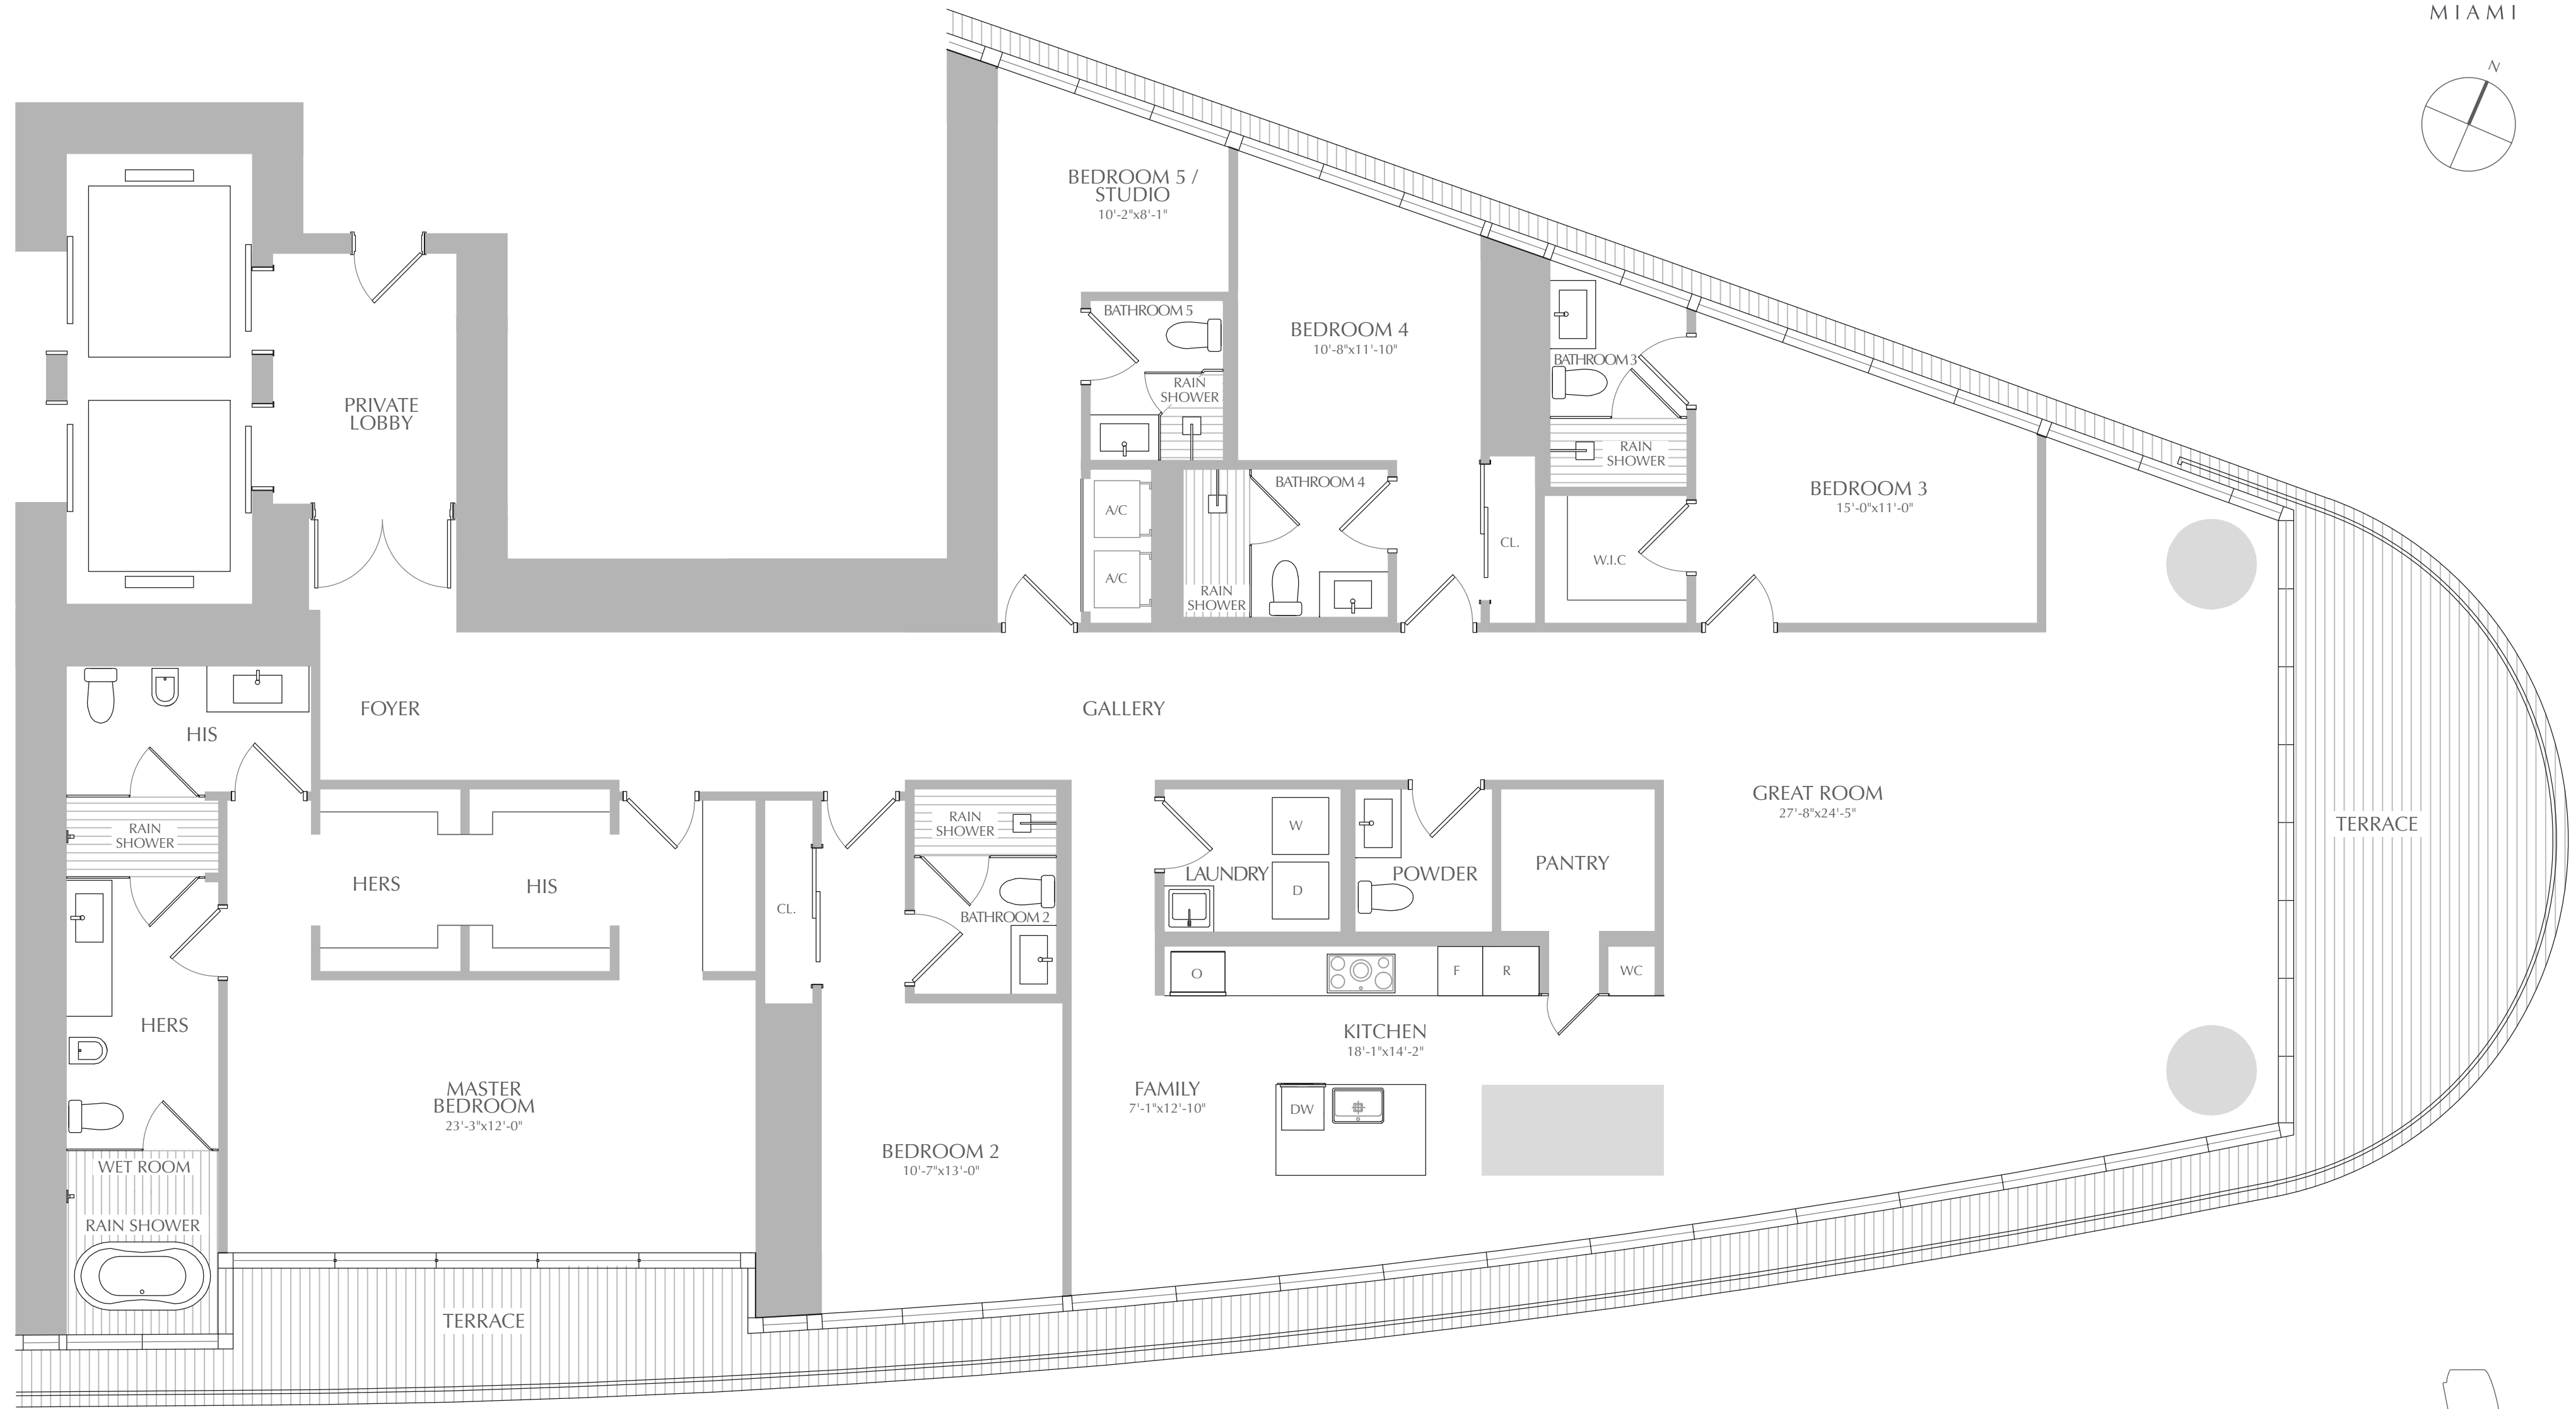 MIAMI
N
BEDROOM 5 /
STUDIO
10'-2"x8'-1"
BATHROOM 5
RAIN
SHOWER
BEDROOM 4
10'-8"x11'-10"
BATHROOM 3
RAIN
SHOWER
PRIVATE
LOBBY
BATHROOM 4
RAIN
SHOWER
A/C
A/C
CL.
W.I.C
BEDROOM 3
15'-0"x11'-0"
FOYER
GALLERY
HIS
RAIN
SHOWER
HERS
HIS
CL.
RAIN
SHOWER
BATHROOM 2
W
D
LAUNDRY
POWDER
PANTRY
GREAT ROOM
27'-8"x24'-5"
TERRACE
O
F
R
WC
HERS
KITCHEN
18'-1"x14'-2"
MASTER
BEDROOM
23'-3"x12'-0"
FAMILY
7'-1"x12'-10"
DW
BEDROOM 2
10'-7"x13'-0"
WET ROOM
RAIN SHOWER
TERRACE